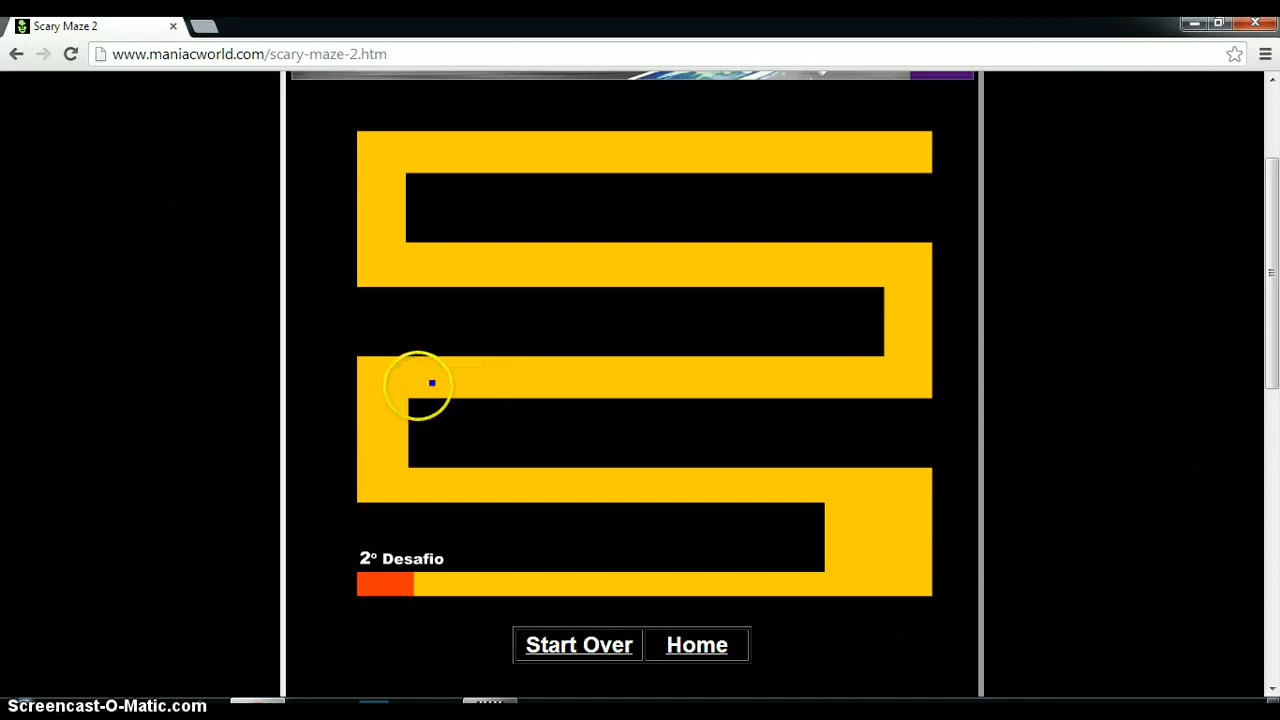 Scary Maze 2
www.maniacworld.com/scary-maze-2.htm
2º Desafio
Start Over
Home
Screencast-O-Matic.com